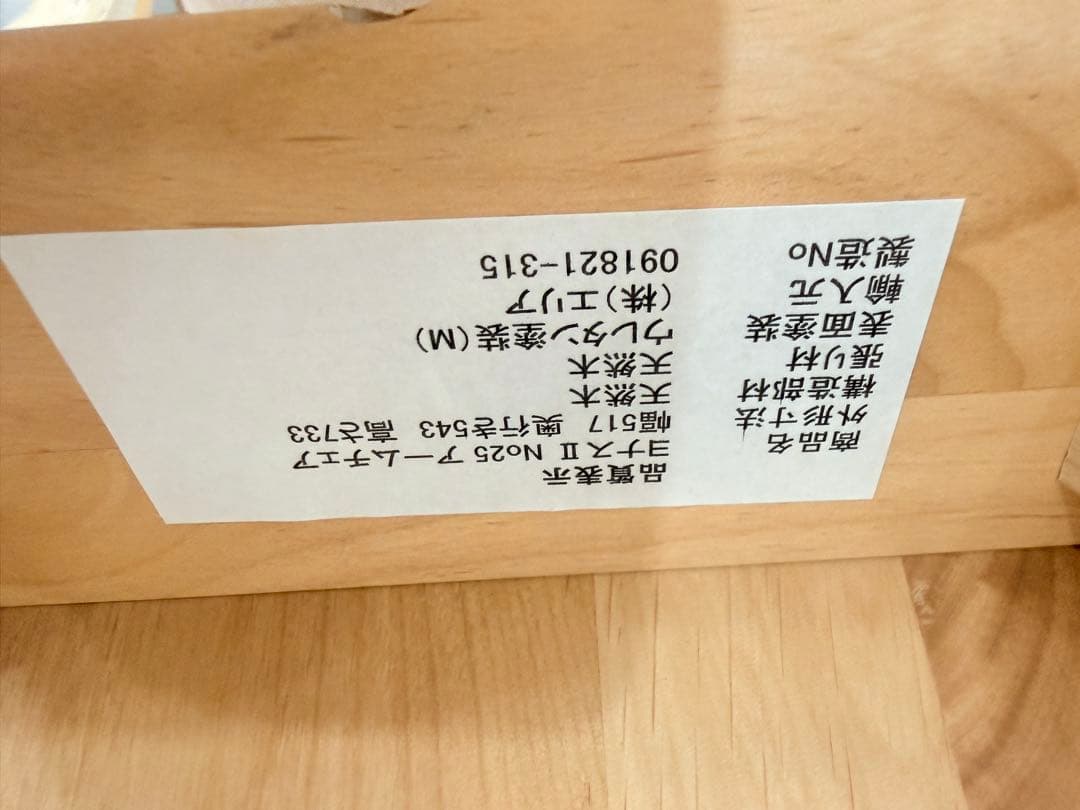 品質表示
商品名 ヨナスⅡ No25 アームチェア
外形寸法 幅517 奥行き543 高さ733
構造部材 天然木
張り材 天然木
表面塗装 ウレタン塗装(M)
輸入元 (株)エリア
製造No 091821-315